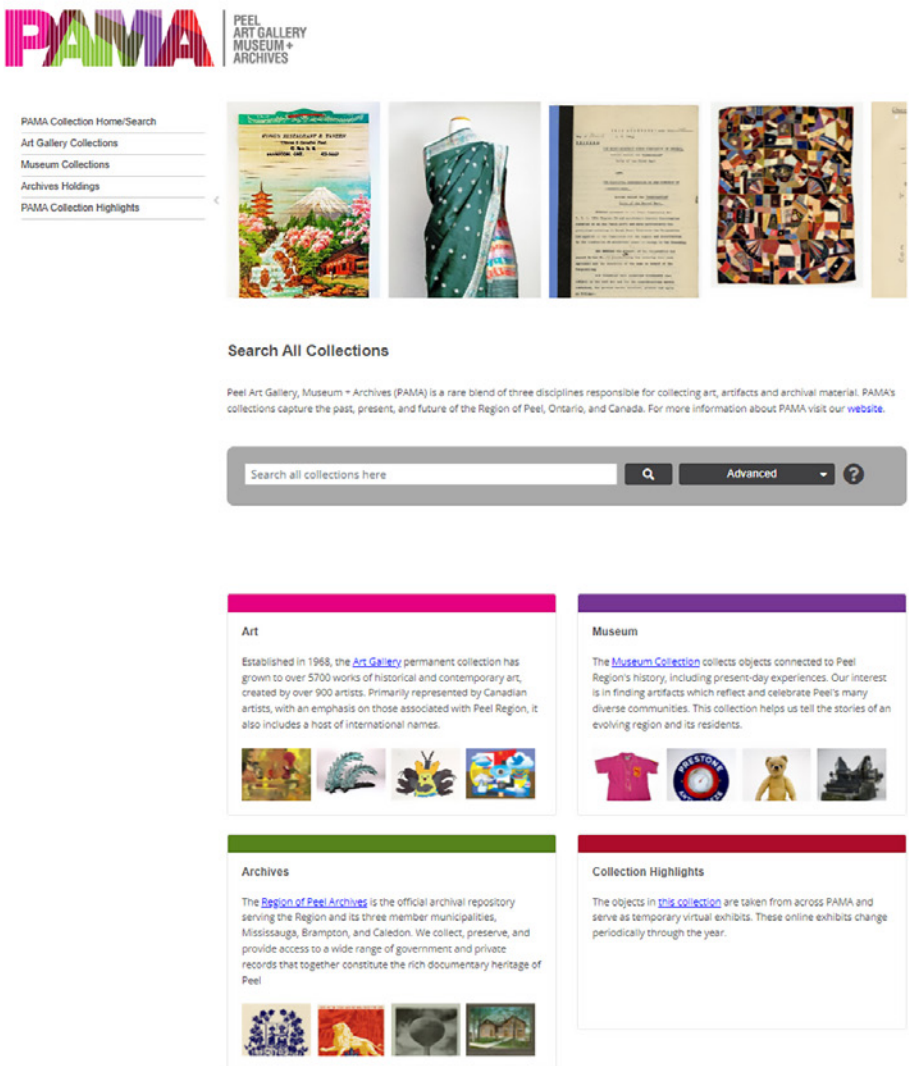 PAMA
PEEL
ART GALLERY
MUSEUM +
ARCHIVES
PAMA Collection Home/Search
Art Gallery Collections
Museum Collections
Archives Holdings
PAMA Collection Highlights
Search All Collections
Peel Art Gallery, Museum + Archives (PAMA) is a rare blend of three disciplines responsible for collecting art, artifacts and archival material. PAMA's
collections capture the past, present, and future of the Region of Peel, Ontario, and Canada. For more information about PAMA visit our website.
Search all collections here
Advanced
?
Art
Established in 1968, the Art Gallery permanent collection has
grown to over 5700 works of historical and contemporary art,
created by over 900 artists. Primarily represented by Canadian
artists, with an emphasis on those associated with Peel Region, it
also includes a host of international names.
Museum
The Museum Collection collects objects connected to Peel
Region's history, including present-day experiences. Our interest
is in finding artifacts which reflect and celebrate Peel's many
diverse communities. This collection helps us tell the stories of an
evolving region and its residents.
PRESTONE
Archives
The Region of Peel Archives is the official archival repository
serving the Region and its three member municipalities,
Mississauga, Brampton, and Caledon. We collect, preserve, and
provide access to a wide range of government and private
records that together constitute the rich documentary heritage of
Peel
Collection Highlights
The objects in this collection are taken from across PAMA and
serve as temporary virtual exhibits. These online exhibits change
periodically through the year.